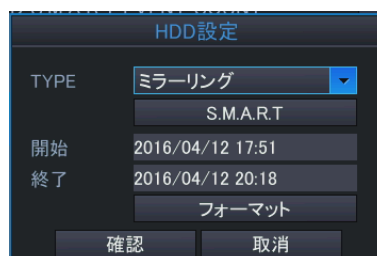 HDD設定
TYPE ミラーリング
S.M.A.R.T
開始 2016/04/12 17:51
終了 2016/04/12 20:18
フォーマット
確認 取消